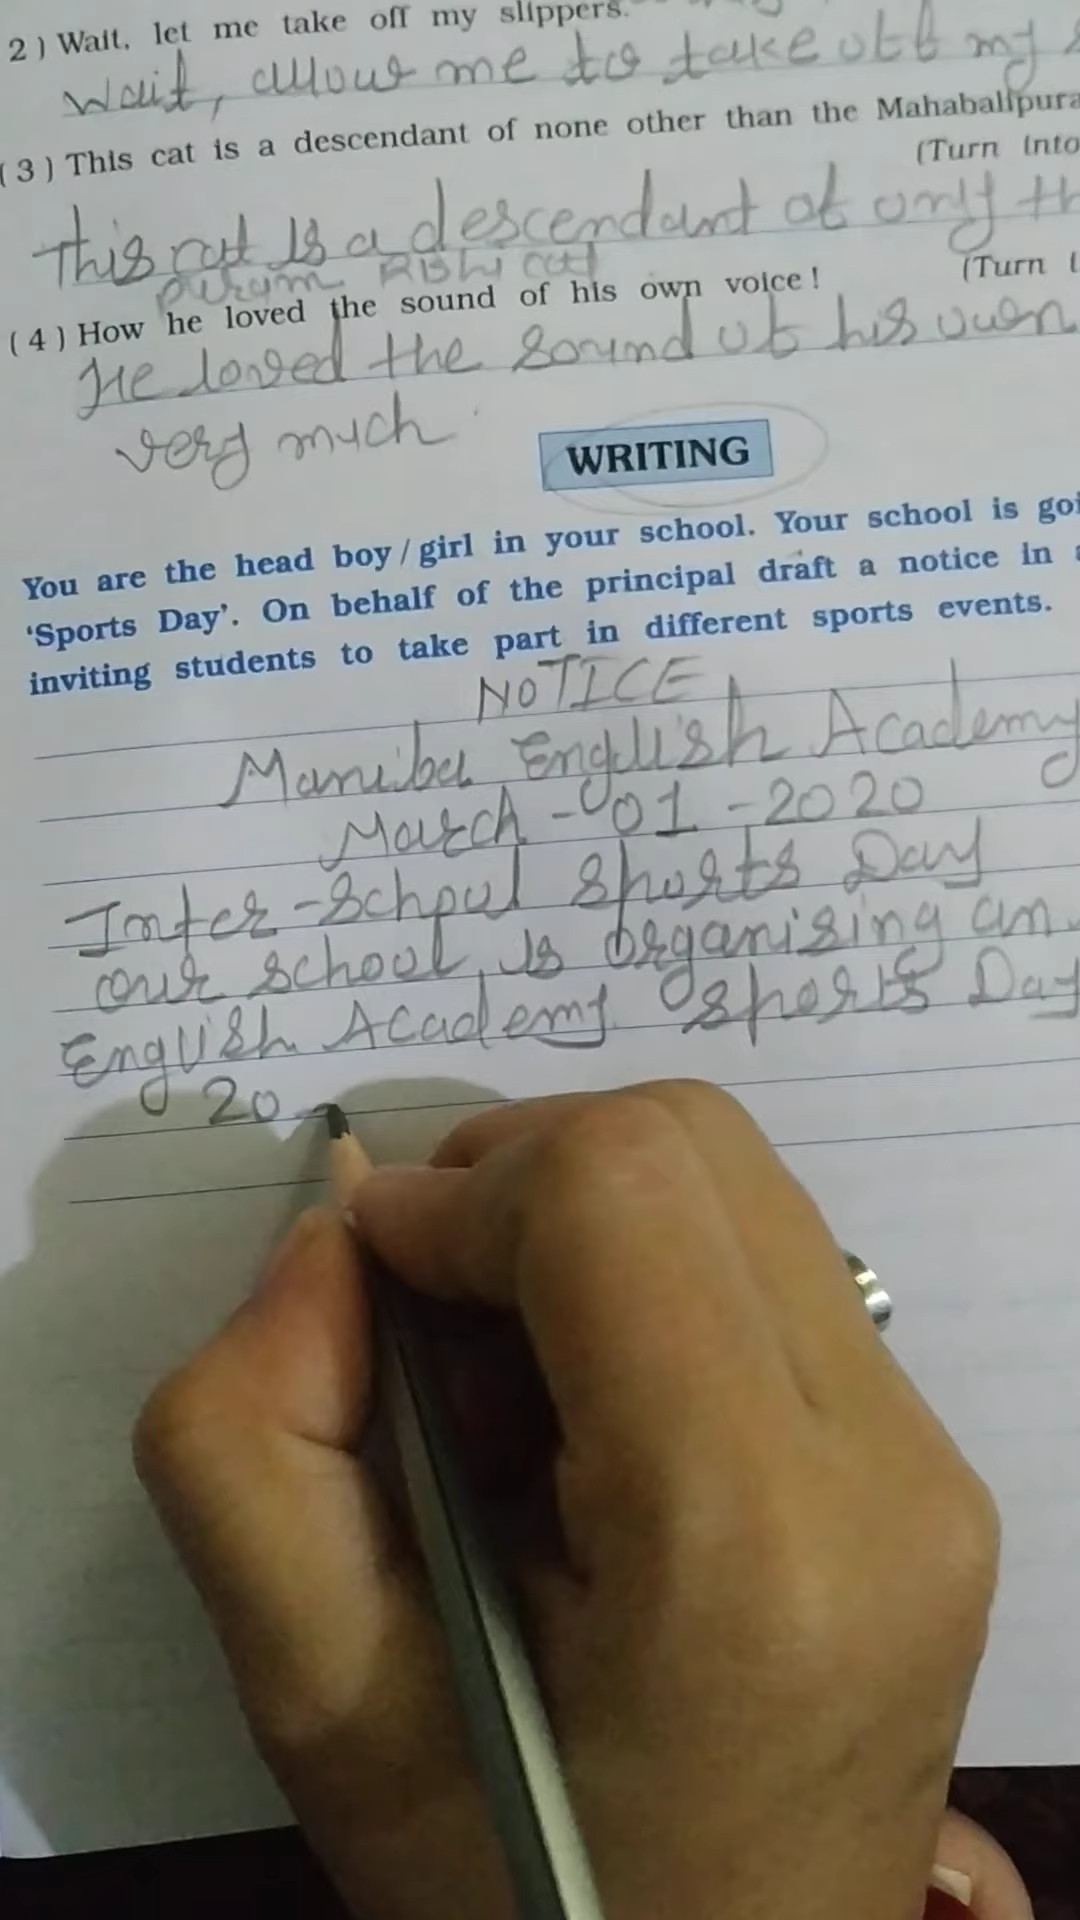 2 ) Wait, let me take off my slippers.
Wait, allow me to take off my
( 3 ) This cat is a descendant of none other than the Mahabalipura
(Turn into
This cat is a descendant of only th
purum Rishi cat
( 4 ) How he loved the sound of his own voice !
(Turn i
He loved the sound of his own
very much
WRITING
You are the head boy / girl in your school. Your school is goi
'Sports Day'. On behalf of the principal draft a notice in a
inviting students to take part in different sports events.
NOTICE
Maniba English Academy
March - 01 - 2020
Inter - School Sports Day
our school, is organising an
English Academy Sports Day
20